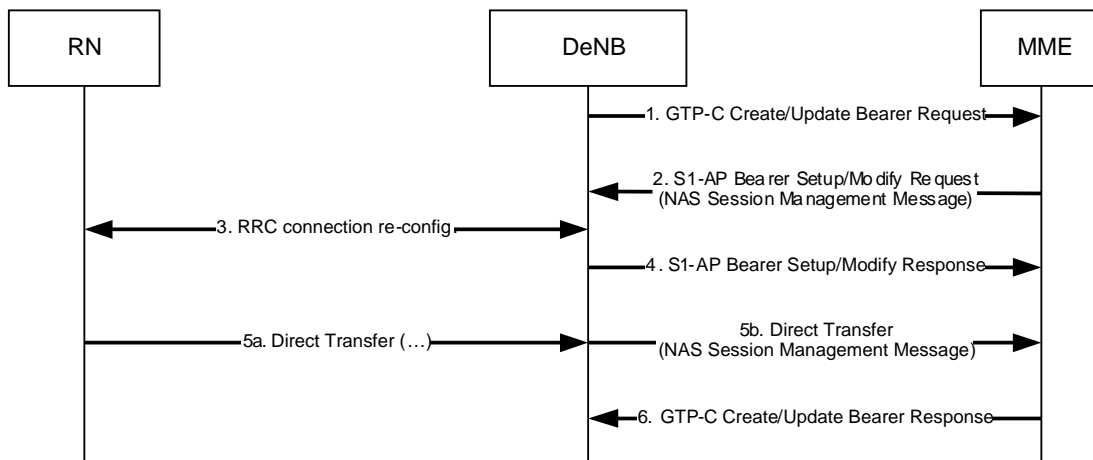 RN
DeNB
MME
1. GTP-C Create/Update Bearer Request
2. S1-AP Bearer Setup/Modify Request
(NAS Session Management Message)
3. RRC connection re-config.
4. S1-AP Bearer Setup/Modify Response
5a. Direct Transfer (…)
5b. Direct Transfer
(NAS Session Management Message)
6. GTP-C Create/Update Bearer Response